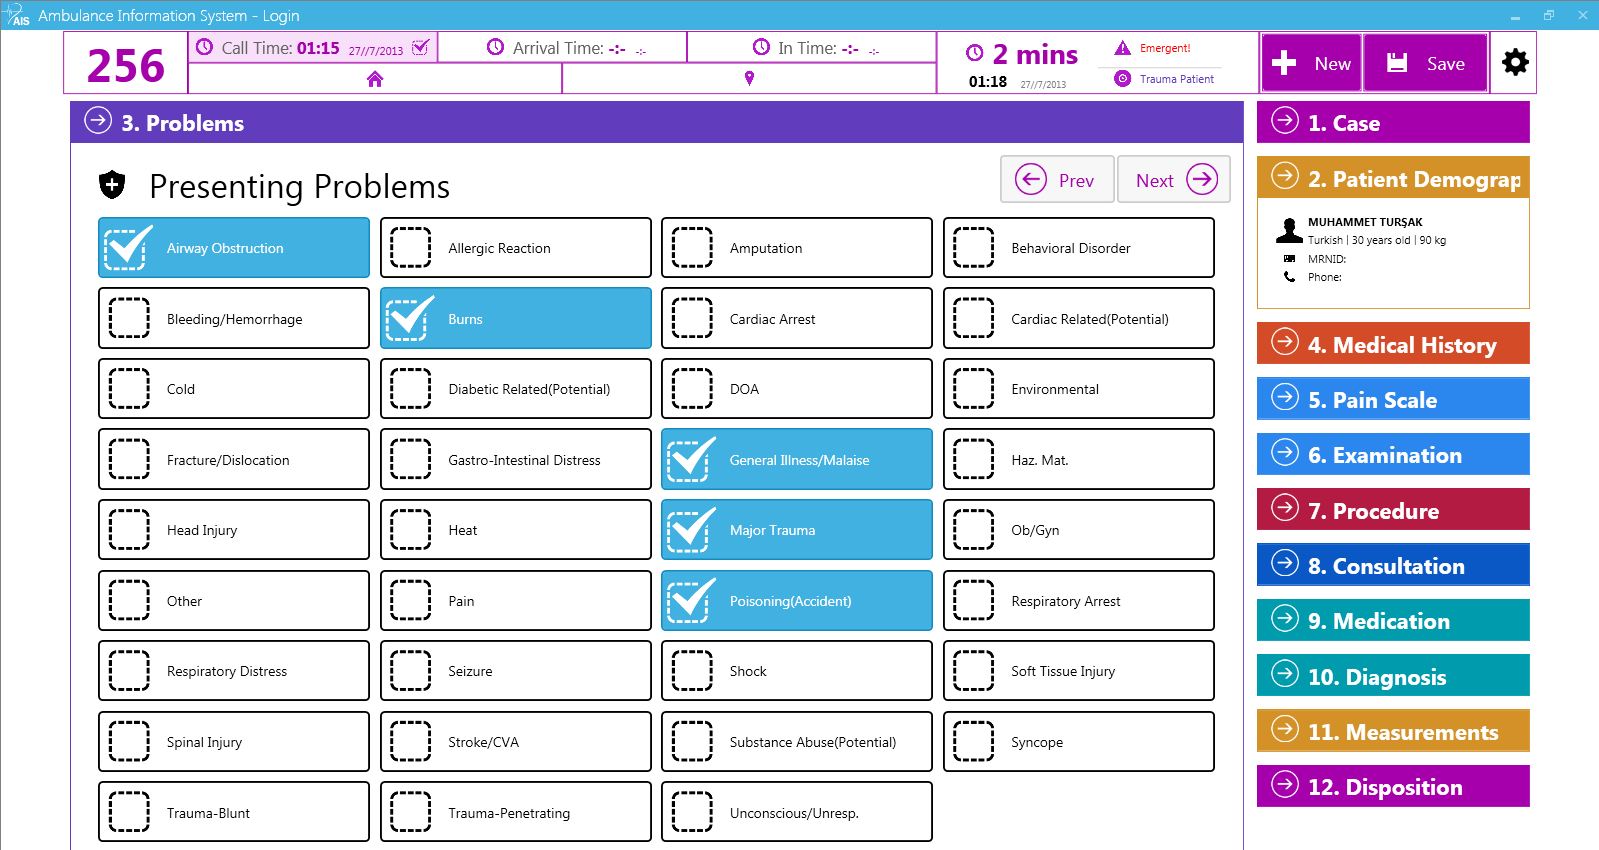 AIS Ambulance Information System - Login
256
Call Time: 01:15 27//7/2013
Arrival Time: -:- -:-
In Time: -:- -:-
2 mins
01:18 27//7/2013
Emergent!
Trauma Patient
New
Save
3. Problems
Presenting Problems
Prev
Next
Airway Obstruction
Allergic Reaction
Amputation
Behavioral Disorder
Bleeding/Hemorrhage
Burns
Cardiac Arrest
Cardiac Related(Potential)
Cold
Diabetic Related(Potential)
DOA
Environmental
Fracture/Dislocation
Gastro-Intestinal Distress
General Illness/Malaise
Haz. Mat.
Head Injury
Heat
Major Trauma
Ob/Gyn
Other
Pain
Poisoning(Accident)
Respiratory Arrest
Respiratory Distress
Seizure
Shock
Soft Tissue Injury
Spinal Injury
Stroke/CVA
Substance Abuse(Potential)
Syncope
Trauma-Blunt
Trauma-Penetrating
Unconscious/Unresp.
1. Case
2. Patient Demograp
MUHAMMET TURŞAK
Turkish | 30 years old | 90 kg
MRNID:
Phone:
4. Medical History
5. Pain Scale
6. Examination
7. Procedure
8. Consultation
9. Medication
10. Diagnosis
11. Measurements
12. Disposition